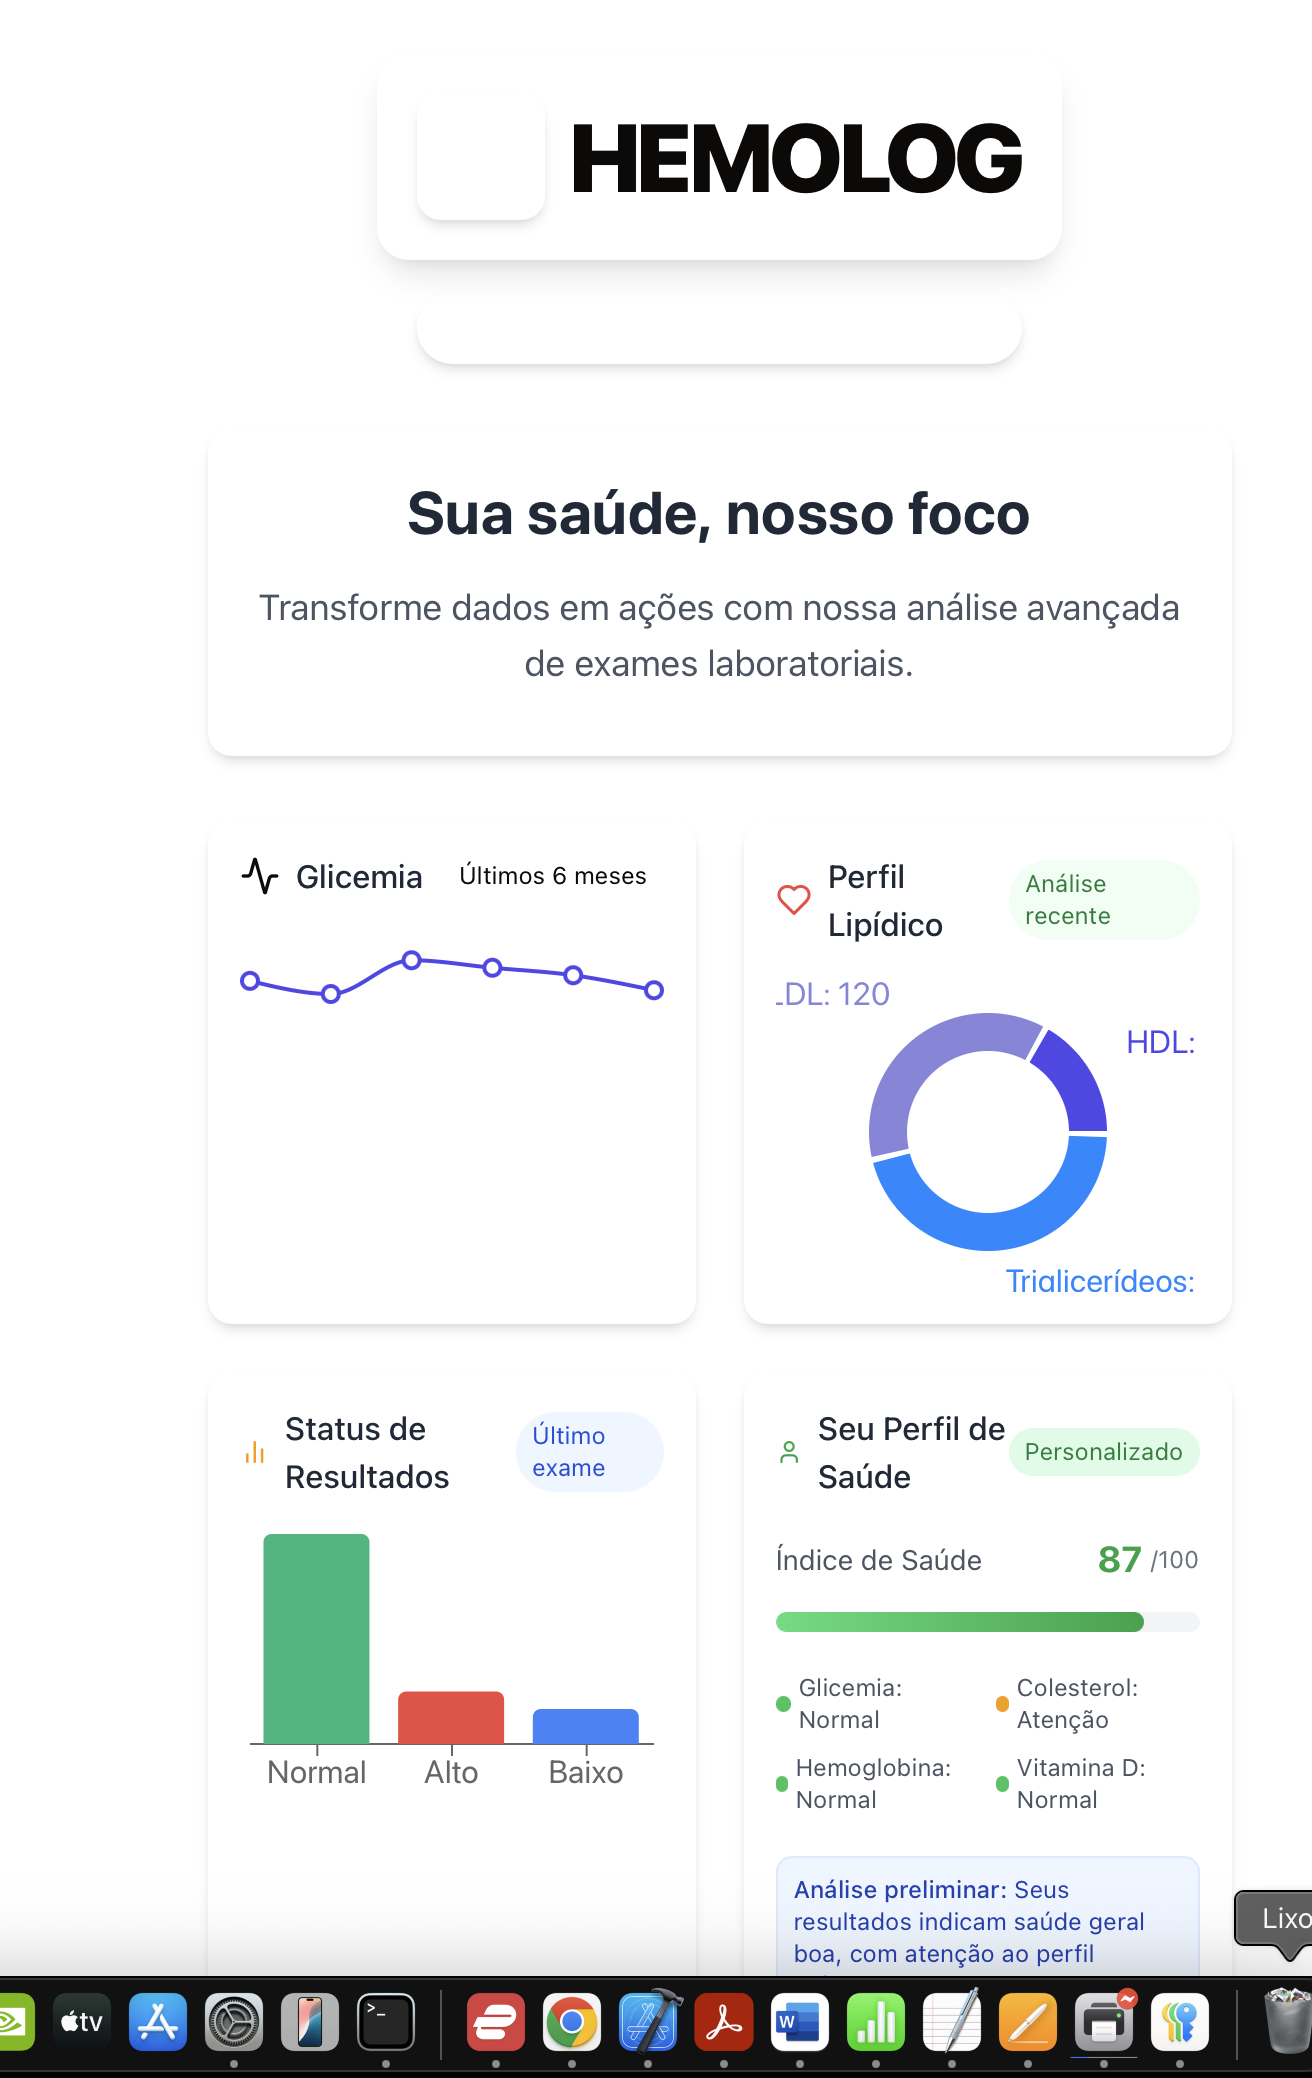 HEMOLOG
Sua saúde, nosso foco
Transforme dados em ações com nossa análise avançada
de exames laboratoriais.
Glicemia
Últimos 6 meses
Perfil
Lipídico
Análise
recente
DL: 120
HDL:
Triglicerídeos:
Status de
Resultados
Último
exame
Normal
Alto
Baixo
Seu Perfil de
Saúde
Personalizado
Índice de Saúde
87 /100
Glicemia:
Normal
Colesterol:
Atenção
Hemoglobina:
Normal
Vitamina D:
Normal
Análise preliminar: Seus
resultados indicam saúde geral
boa, com atenção ao perfil
Lixo
tv
>_
W